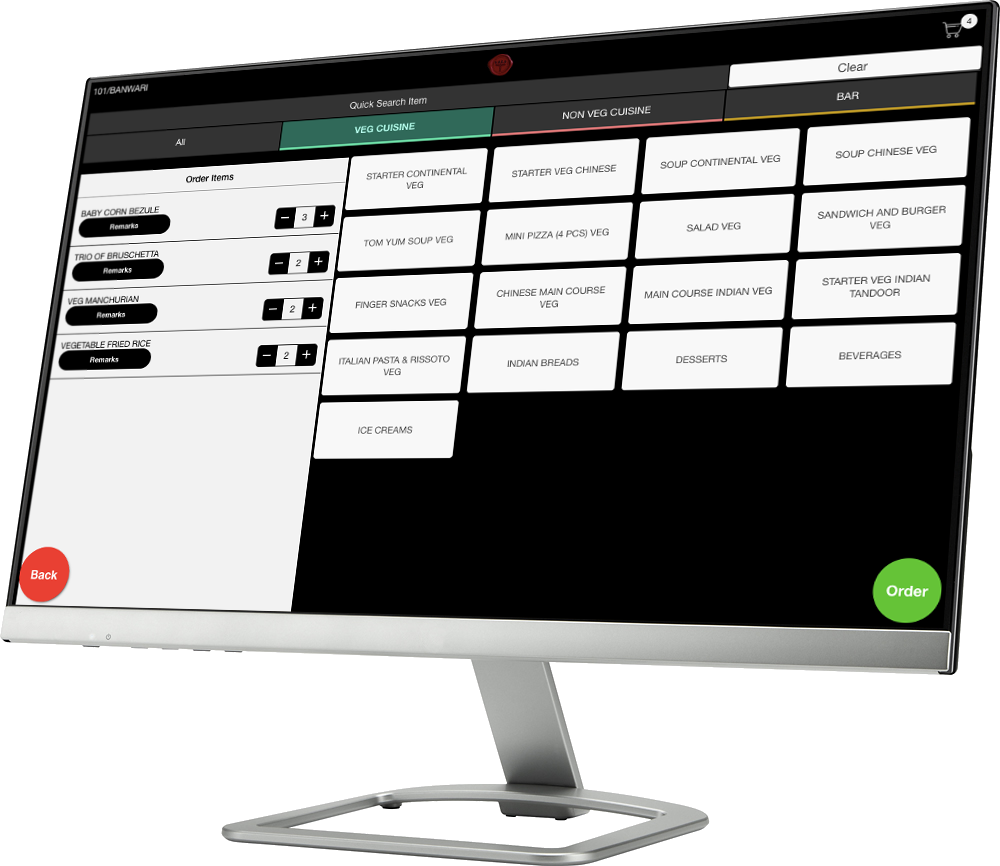 4
101/BANWARI
Quick Search Item
Clear
All
VEG CUISINE
NON VEG CUISINE
BAR
Order Items
BABY CORN BEZULE
Remarks
− 3 +
TRIO OF BRUSCHETTA
Remarks
− 2 +
VEG MANCHURIAN
Remarks
− 2 +
VEGETABLE FRIED RICE
Remarks
− 2 +
STARTER CONTINENTAL
VEG
STARTER VEG CHINESE
SOUP CONTINENTAL VEG
SOUP CHINESE VEG
TOM YUM SOUP VEG
MINI PIZZA (4 PCS) VEG
SALAD VEG
SANDWICH AND BURGER
VEG
FINGER SNACKS VEG
CHINESE MAIN COURSE
VEG
MAIN COURSE INDIAN VEG
STARTER VEG INDIAN
TANDOOR
ITALIAN PASTA & RISSOTO
VEG
INDIAN BREADS
DESSERTS
BEVERAGES
ICE CREAMS
Back
Order